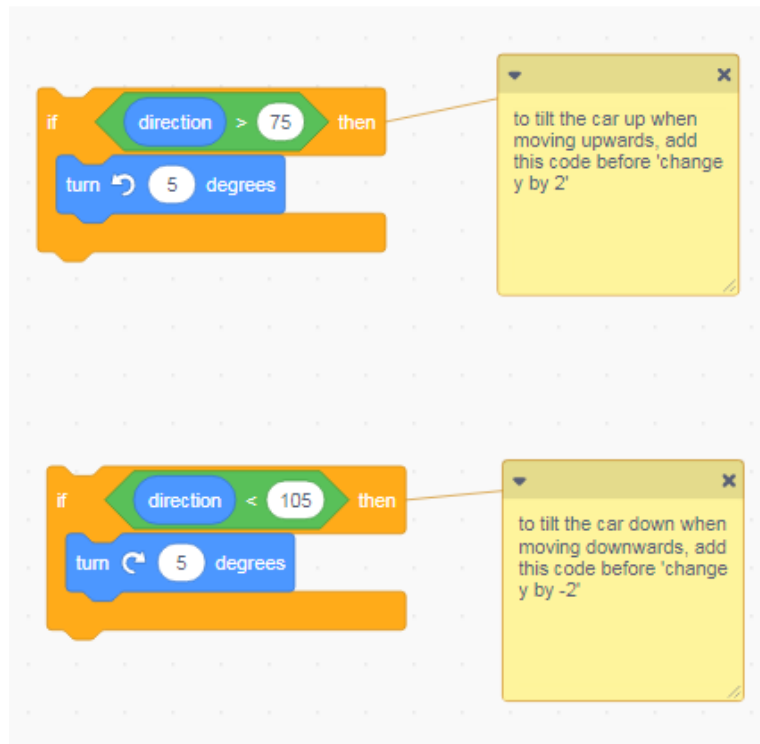 if direction > 75 then
turn 5 degrees
to tilt the car up when
moving upwards, add
this code before 'change
y by 2'
if direction < 105 then
turn 5 degrees
to tilt the car down when
moving downwards, add
this code before 'change
y by -2'